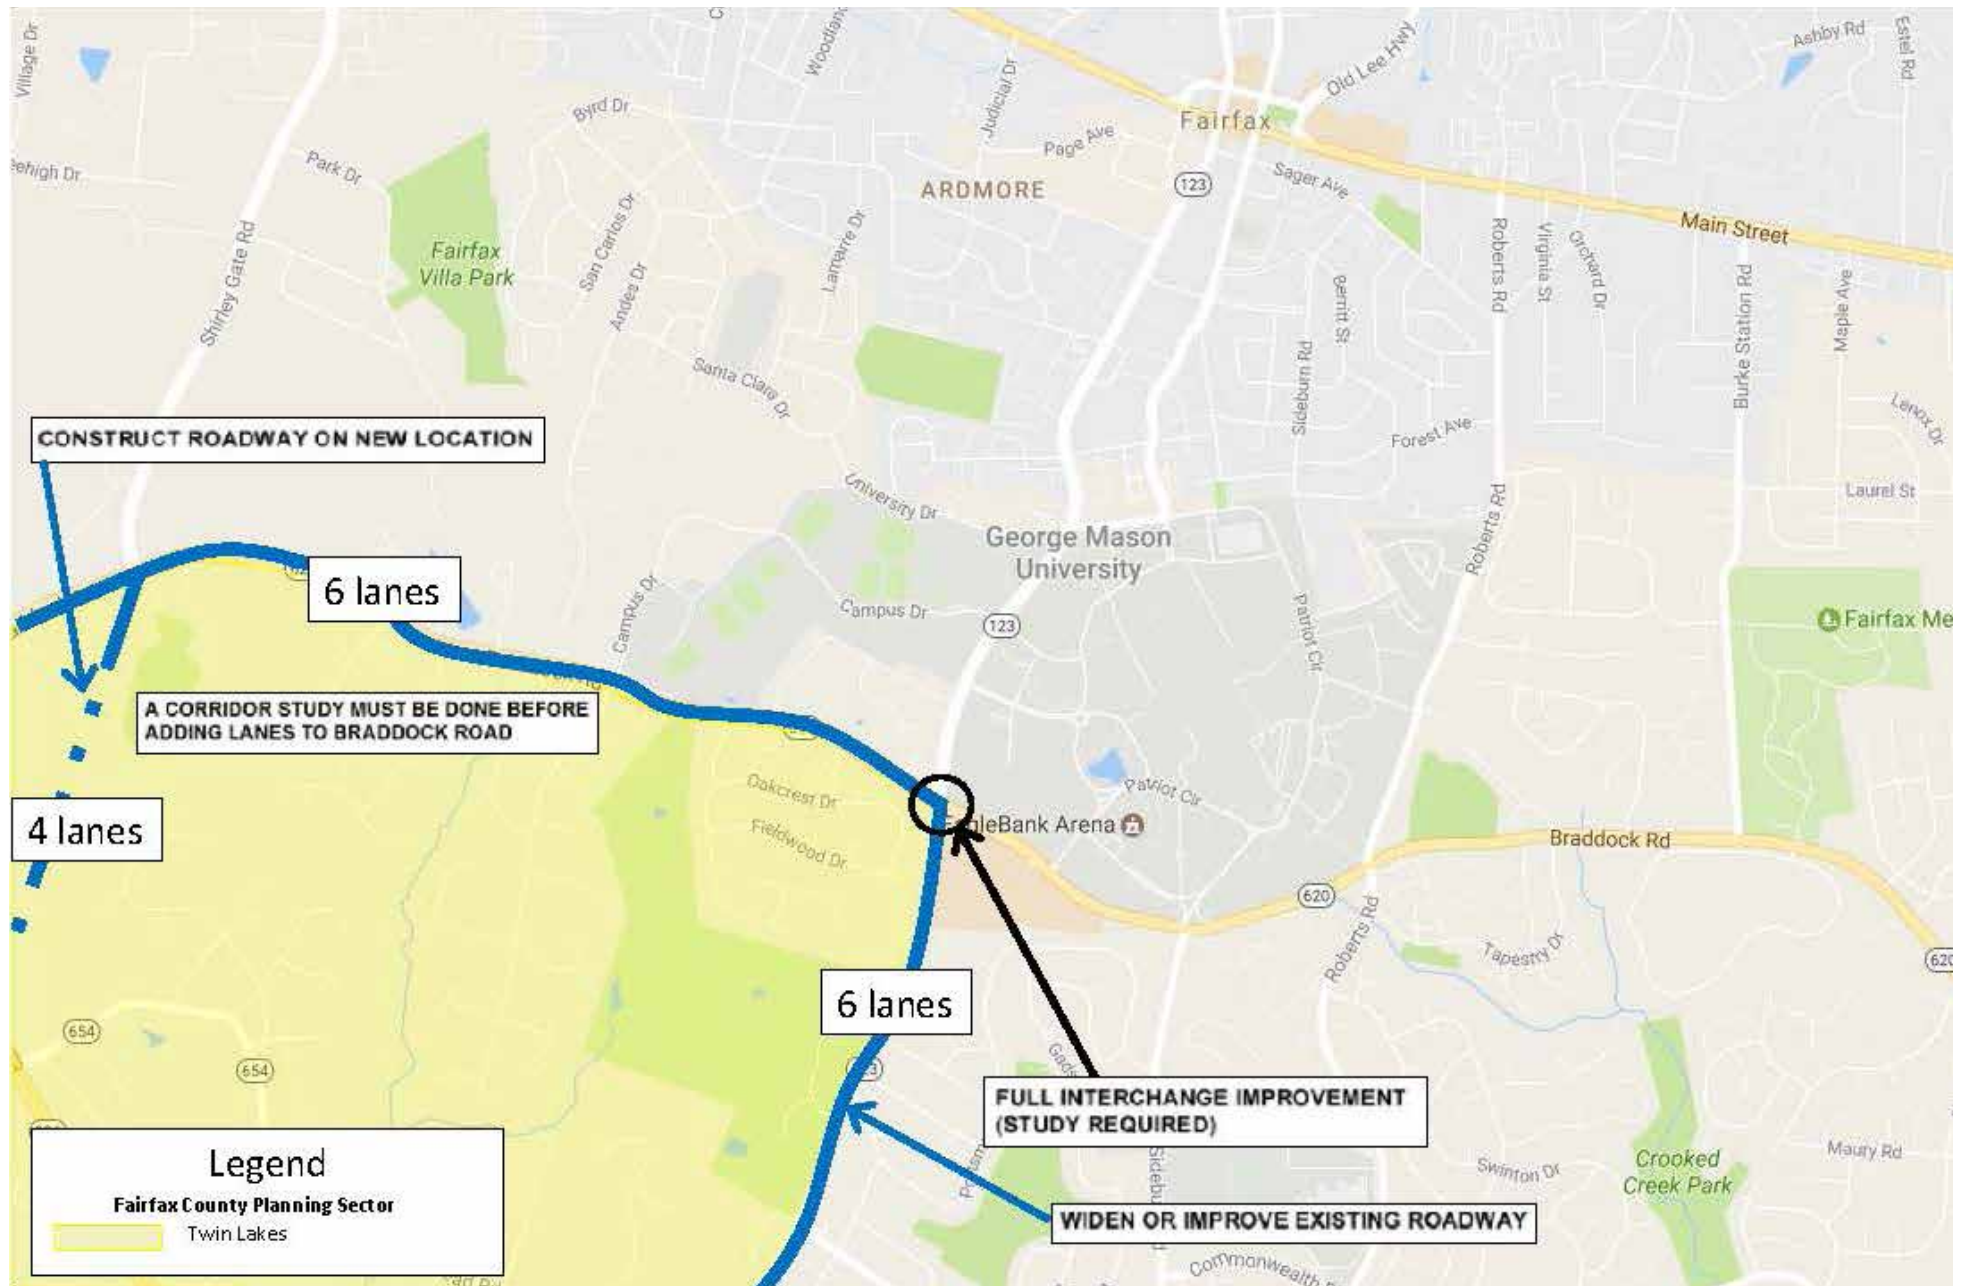 Village Dr
Woodland
Judicial Dr
Old Lee Hwy
Ashby Rd
Estel Rd
Byrd Dr
Page Ave
Fairfax
Park Dr
ARDMORE
123
Sager Ave
Main Street
Shirley Gate Rd
Fairfax
Villa Park
San Carlos Dr
Andes Dr
Lamarre Dr
Berritt St
Roberts Rd
Virginia St
Orchard Dr
Burke Station Rd
Maple Ave
Santa Clara Dr
Sideburn Rd
Forest Ave
Lenox Dr
CONSTRUCT ROADWAY ON NEW LOCATION
University Dr
Laurel St
George Mason
University
Roberts Rd
6 lanes
Campus Dr
Campus Dr
123
Patriot Cir
Fairfax Me
A CORRIDOR STUDY MUST BE DONE BEFORE
ADDING LANES TO BRADDOCK ROAD
Oakcrest Dr
Patriot Cir
4 lanes
Fieldwood Dr
gleBank Arena
Braddock Rd
620
Roberts Rd
Tapestry Dr
620
6 lanes
654
654
FULL INTERCHANGE IMPROVEMENT
(STUDY REQUIRED)
Legend
Fairfax County Planning Sector
Twin Lakes
Swinton Dr
Crooked
Creek Park
Maury Rd
WIDEN OR IMPROVE EXISTING ROADWAY
Commonwealth